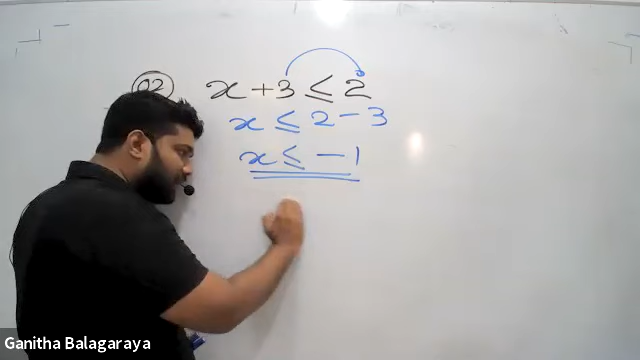 02 x + 3 ≤ 2
x ≤ 2 - 3
x ≤ - 1
Ganitha Balagaraya